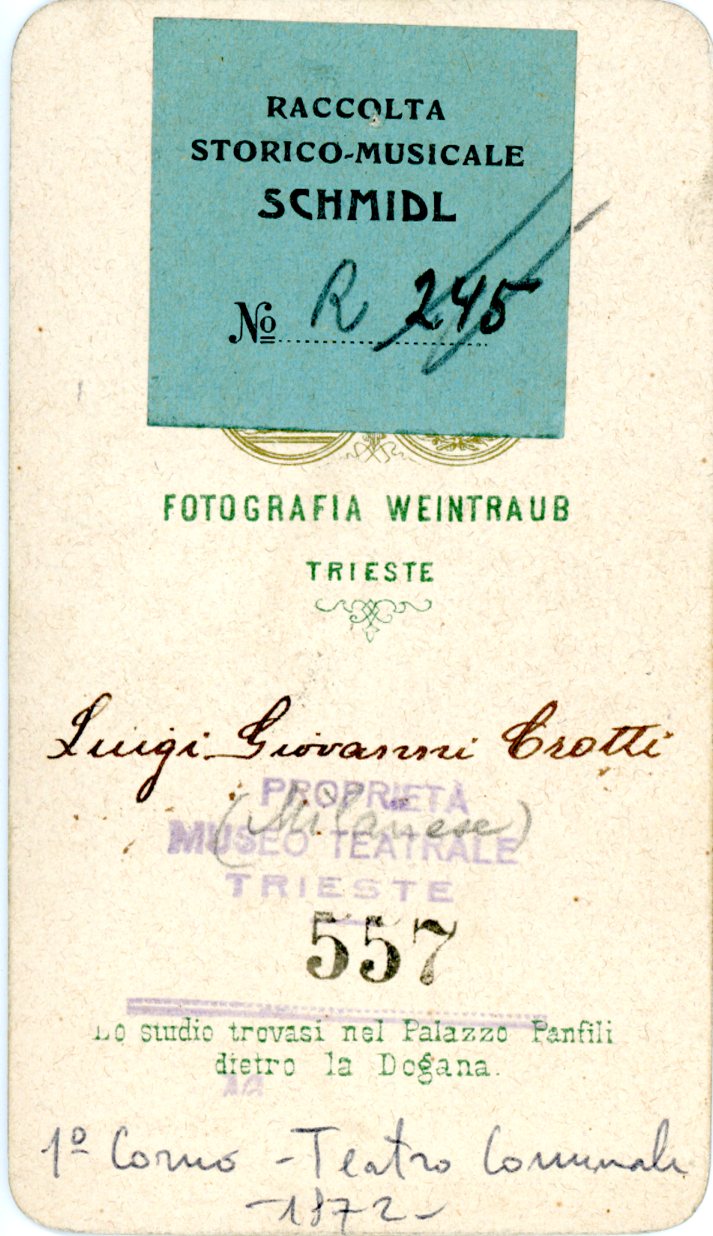 RACCOLTA
STORICO-MUSICALE
SCHMIDL
Nº R 245
FOTOGRAFIA WEINTRAUB
TRIESTE
Luigi Giovanni Crotti
PROPRIETÀ
(Milanese)
MUSEO TEATRALE
TRIESTE
557
Lo studio trovasi nel Palazzo Panfili
dietro la Dogana.
1º Corno - Teatro Comunale
-1872-